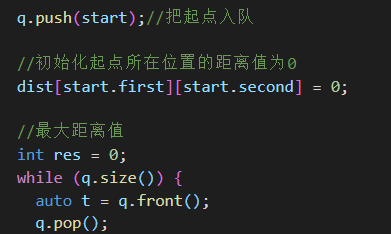 q.push(start);//把起点入队
//初始化起点所在位置的距离值为0
dist[start.first][start.second] = 0;
//最大距离值
int res = 0;
while (q.size()) {
auto t = q.front();
q.pop();